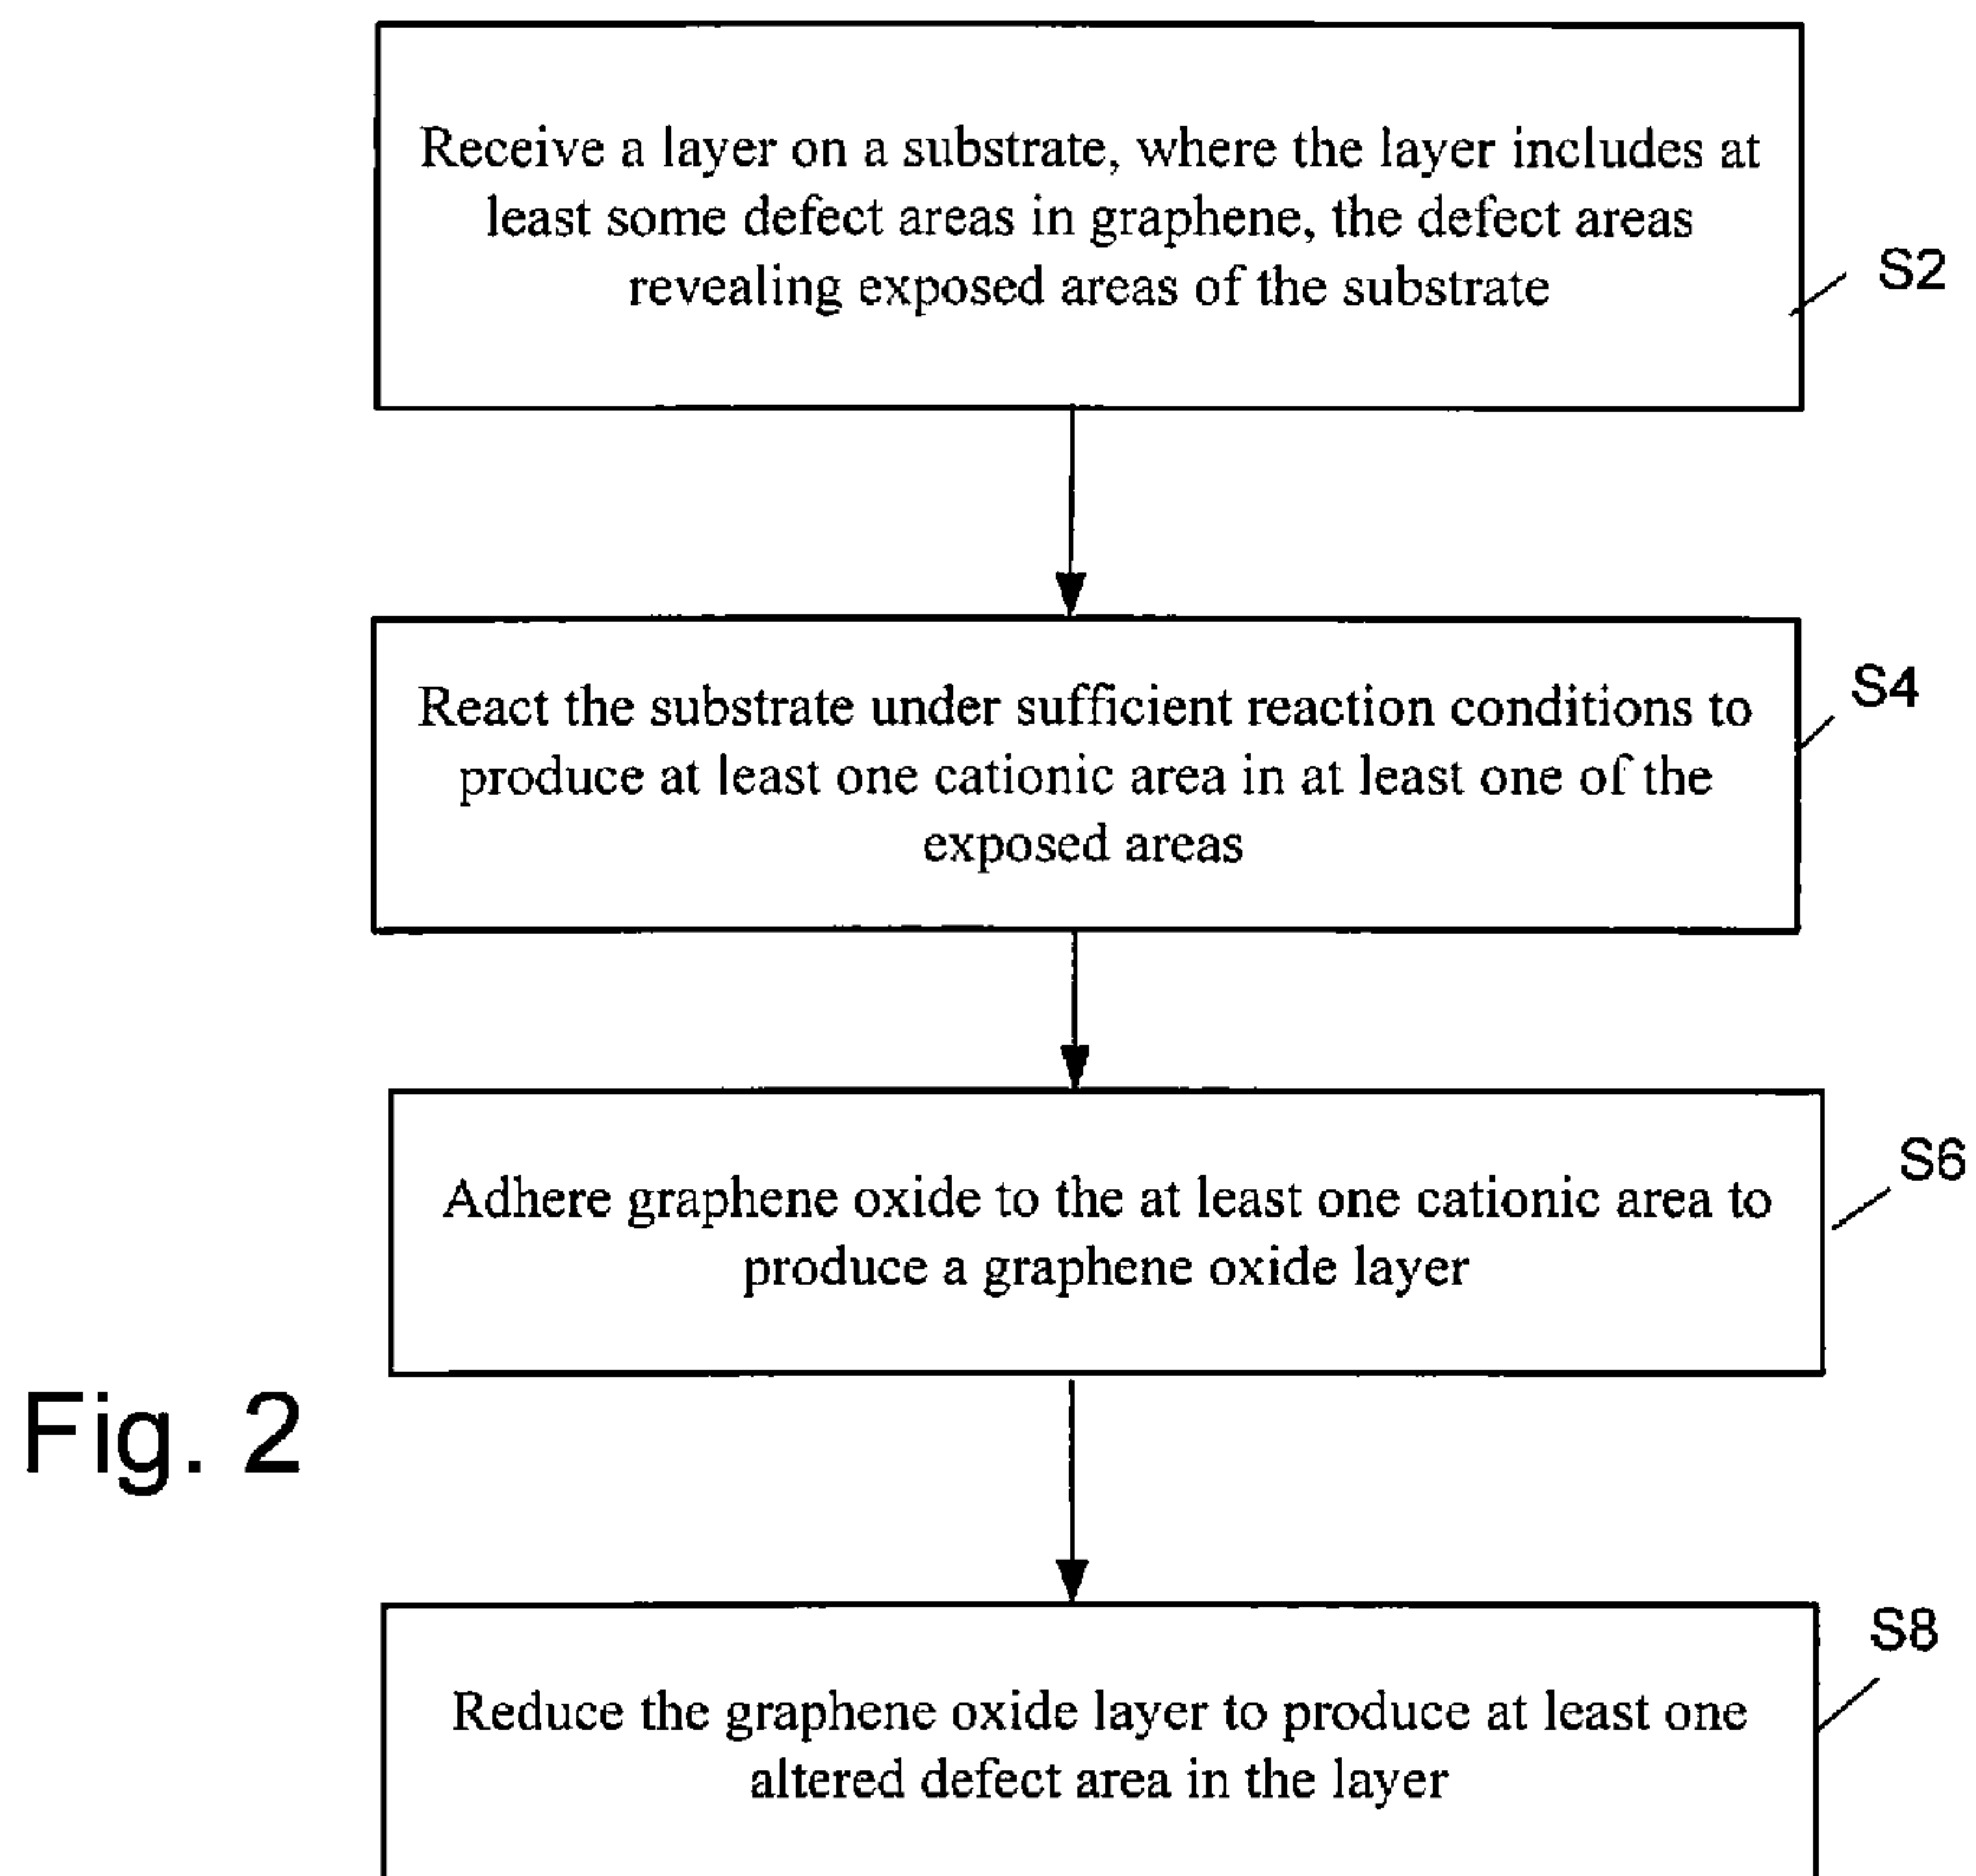 Receive a layer on a substrate, where the layer includes at
least some defect areas in graphene, the defect areas
revealing exposed areas of the substrate
S2
React the substrate under sufficient reaction conditions to
produce at least one cationic area in at least one of the
exposed areas
S4
Adhere graphene oxide to the at least one cationic area to
produce a graphene oxide layer
S6
Fig. 2
Reduce the graphene oxide layer to produce at least one
altered defect area in the layer
S8